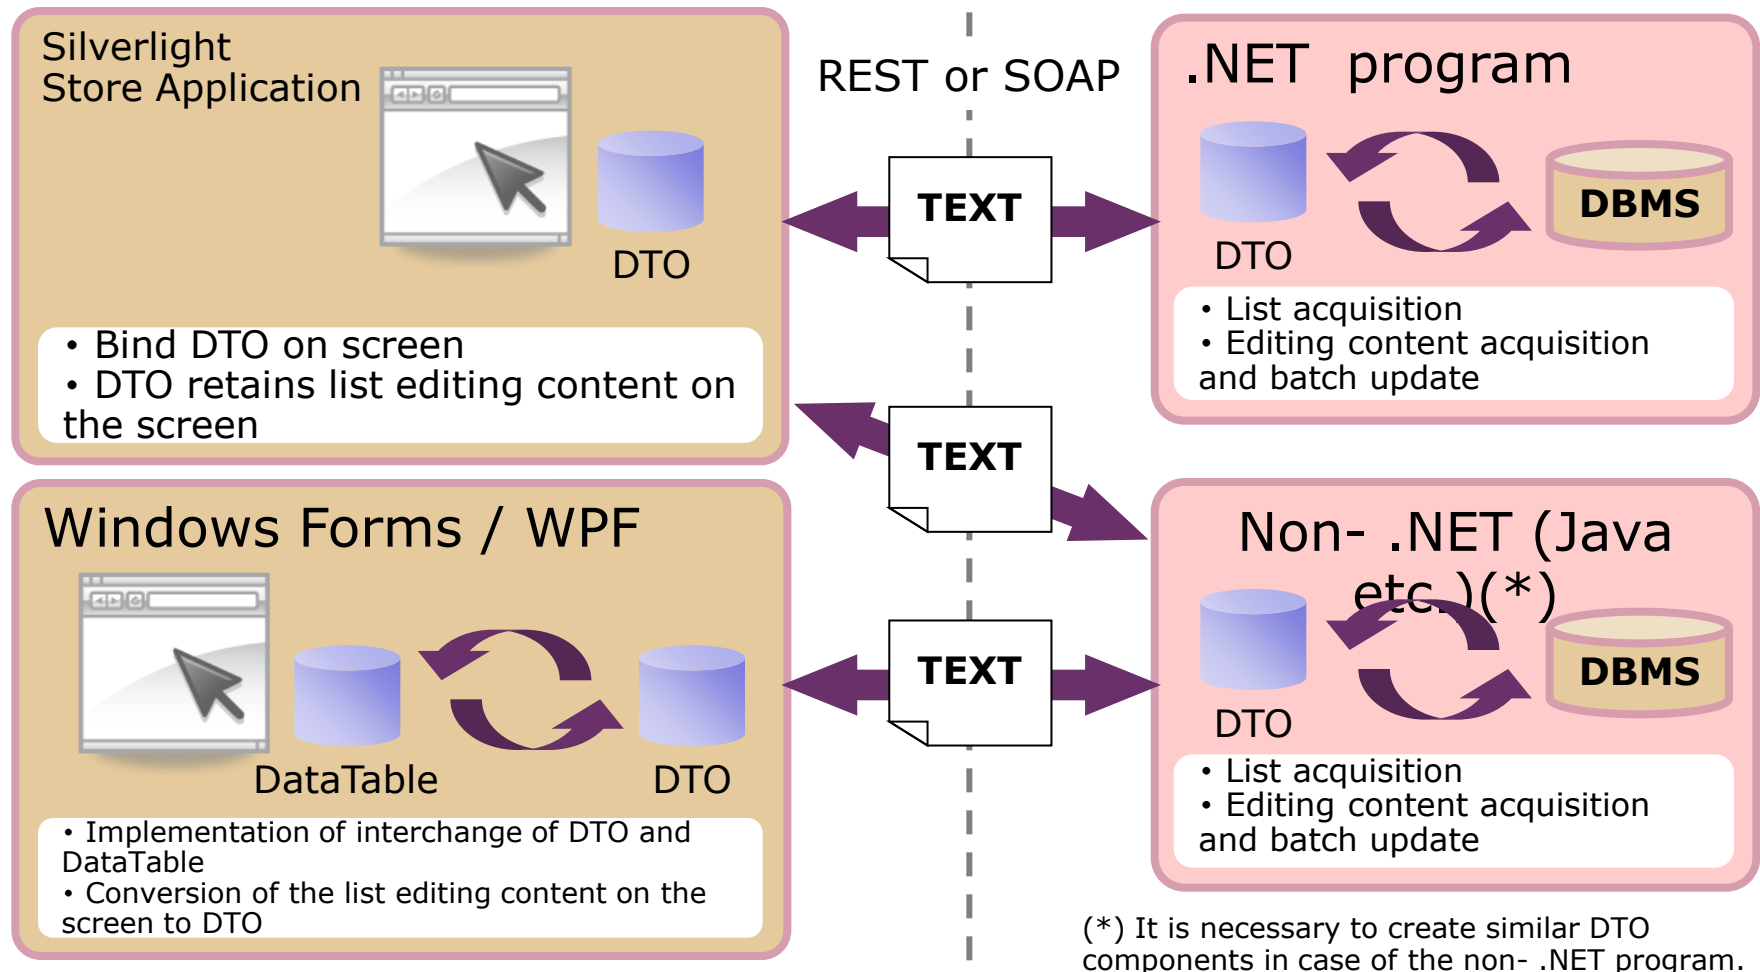 Silverlight
Store Application
DTO
• Bind DTO on screen
• DTO retains list editing content on
the screen
REST or SOAP
TEXT
TEXT
TEXT
.NET program
DTO
DBMS
• List acquisition
• Editing content acquisition
and batch update
Windows Forms / WPF
DataTable
DTO
• Implementation of interchange of DTO and
DataTable
• Conversion of the list editing content on the
screen to DTO
Non- .NET (Java
etc.)(*)
DTO
DBMS
• List acquisition
• Editing content acquisition
and batch update
(*) It is necessary to create similar DTO
components in case of the non- .NET program.